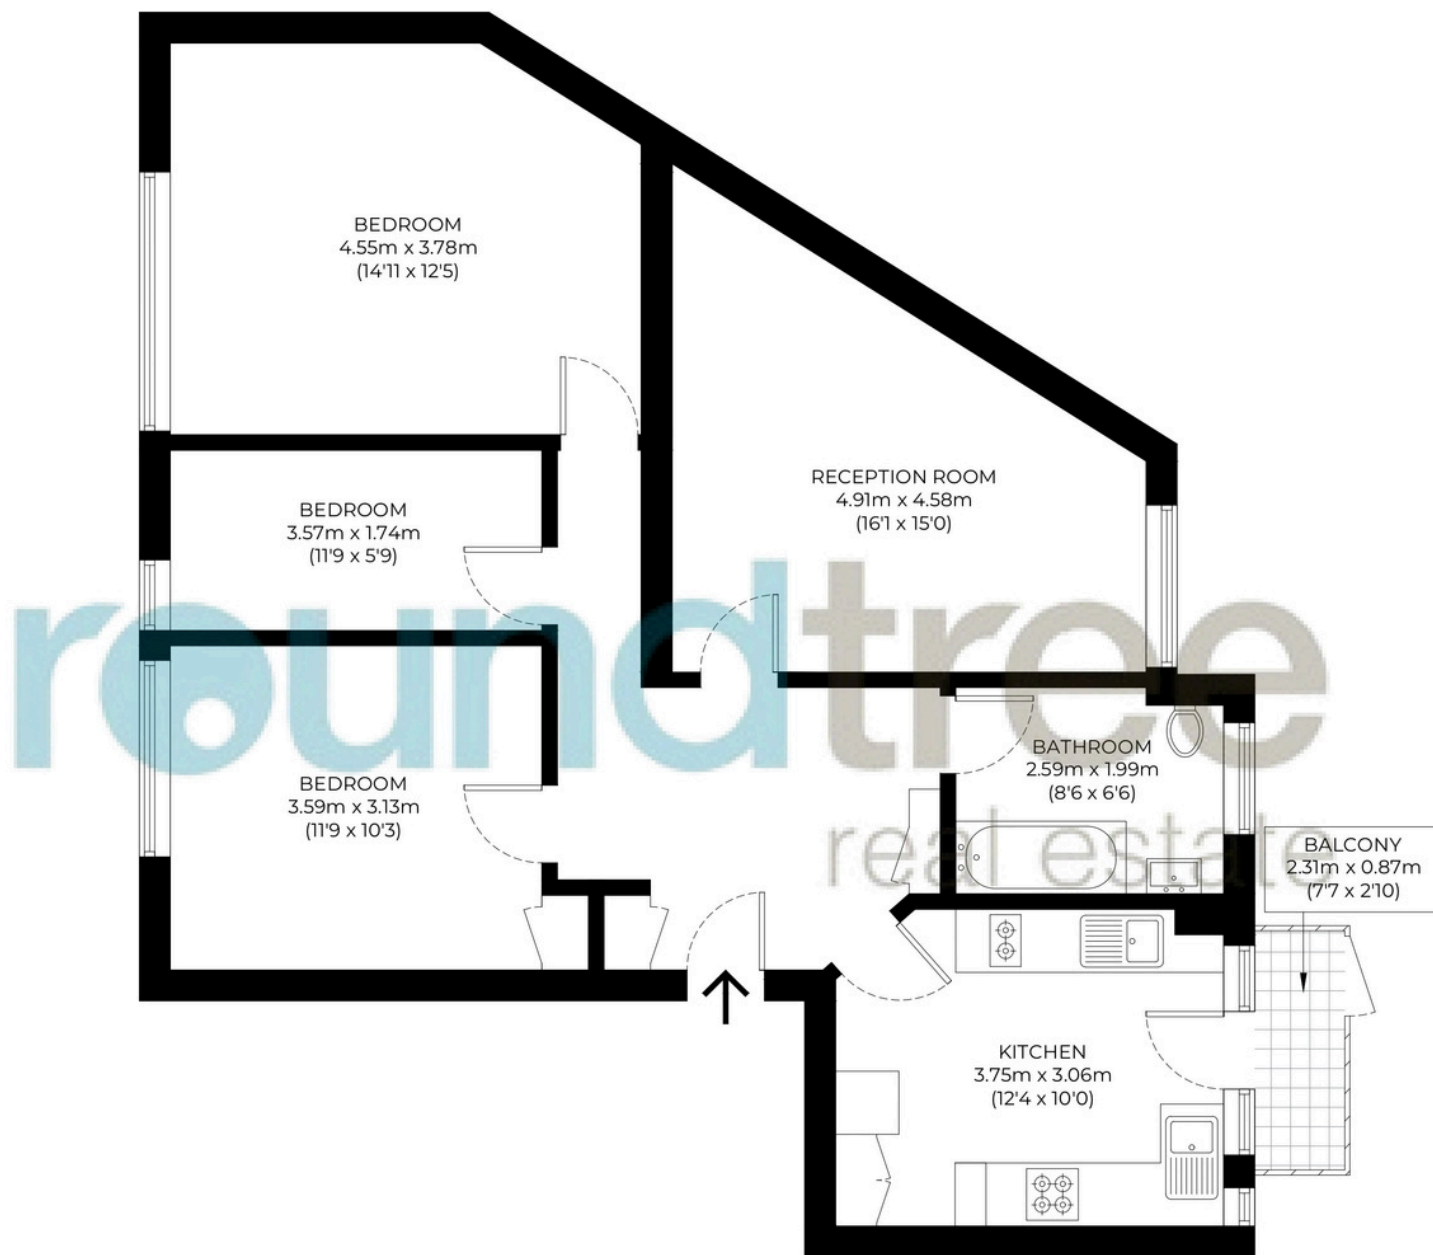 BEDROOM
4.55m x 3.78m
(14'11 x 12'5)
RECEPTION ROOM
4.91m x 4.58m
(16'1 x 15'0)
BEDROOM
3.57m x 1.74m
(11'9 x 5'9)
roundtree
real estate
BEDROOM
3.59m x 3.13m
(11'9 x 10'3)
BATHROOM
2.59m x 1.99m
(8'6 x 6'6)
BALCONY
2.31m x 0.87m
(7'7 x 2'10)
KITCHEN
3.75m x 3.06m
(12'4 x 10'0)